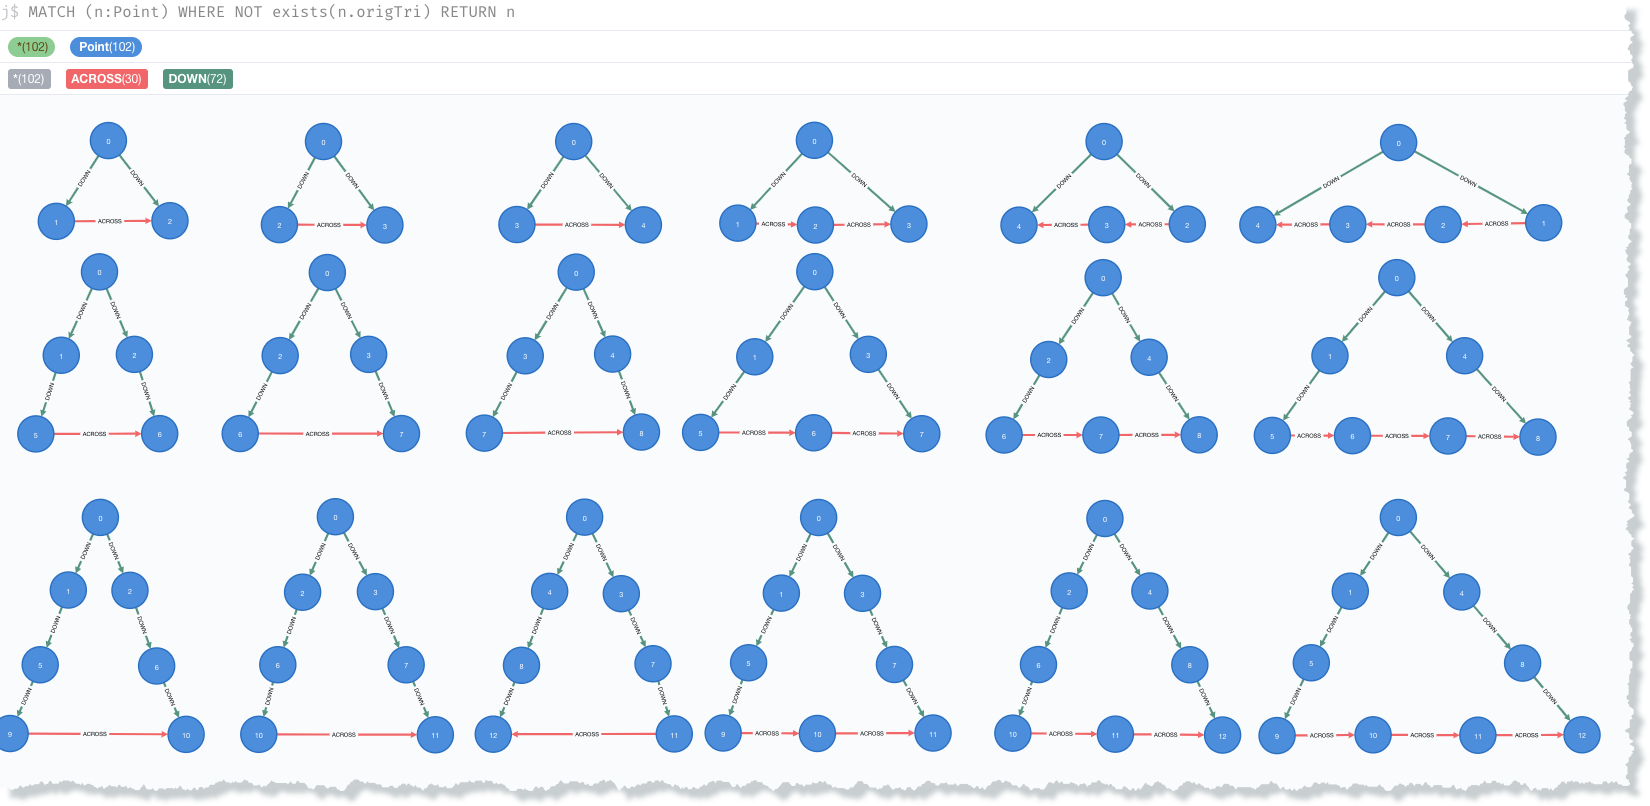 j$ MATCH (n:Point) WHERE NOT exists(n.origTri) RETURN n
*(102) Point(102)
*(102) ACROSS(30) DOWN(72)
0 0 0 0 0 0
DOWN DOWN DOWN DOWN DOWN DOWN DOWN DOWN DOWN DOWN DOWN DOWN
1 ACROSS 2 2 ACROSS 3 3 ACROSS 4 1 ACROSS 2 ACROSS 3 4 ACROSS 3 ACROSS 2 4 ACROSS 3 ACROSS 2 ACROSS 1
0 0 0 0 0 0
DOWN DOWN DOWN DOWN DOWN DOWN DOWN DOWN DOWN DOWN DOWN DOWN
1 2 2 3 3 4 1 3 2 4 1 4
DOWN DOWN DOWN DOWN DOWN DOWN DOWN DOWN DOWN DOWN DOWN DOWN
5 ACROSS 6 6 ACROSS 7 7 ACROSS 8 5 ACROSS 6 ACROSS 7 6 ACROSS 7 ACROSS 8 5 ACROSS 6 ACROSS 7 ACROSS 8
0 0 0 0 0 0
DOWN DOWN DOWN DOWN DOWN DOWN DOWN DOWN DOWN DOWN DOWN DOWN
1 2 2 3 4 3 1 3 2 4 1 4
DOWN DOWN DOWN DOWN DOWN DOWN DOWN DOWN DOWN DOWN DOWN DOWN
5 6 6 7 8 7 5 7 6 8 5 8
DOWN DOWN DOWN DOWN DOWN DOWN DOWN DOWN DOWN DOWN DOWN DOWN
9 ACROSS 10 10 ACROSS 11 12 ACROSS 11 9 ACROSS 10 ACROSS 11 10 ACROSS 11 ACROSS 12 9 ACROSS 10 ACROSS 11 ACROSS 12